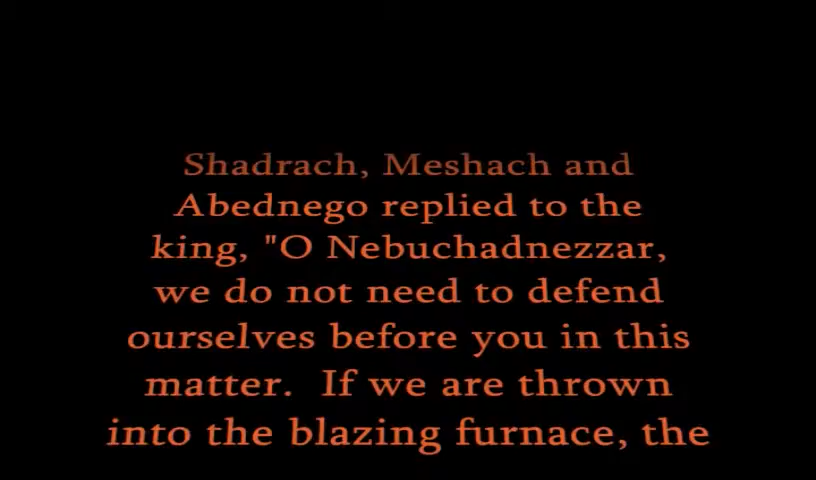 Shadrach, Meshach and
Abednego replied to the
king, "O Nebuchadnezzar,
we do not need to defend
ourselves before you in this
matter.  If we are thrown
into the blazing furnace, the